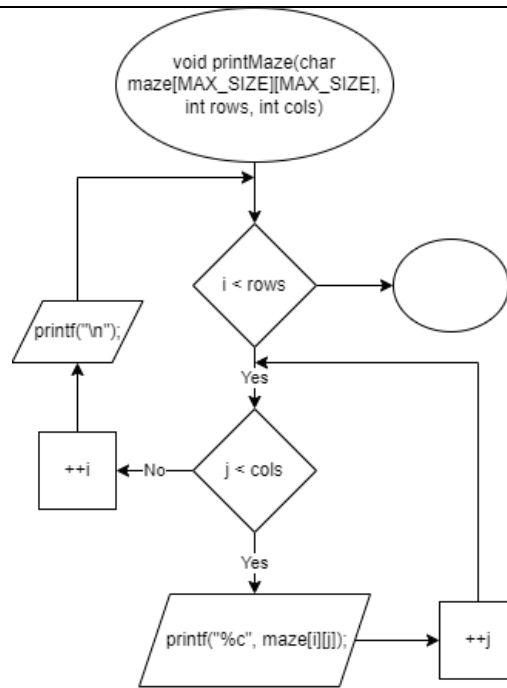 void printMaze(char
maze[MAX_SIZE][MAX_SIZE],
int rows, int cols)
i < rows
printf("\n");
Yes
++i
No
j < cols
Yes
printf("%c", maze[i][j]);
++j